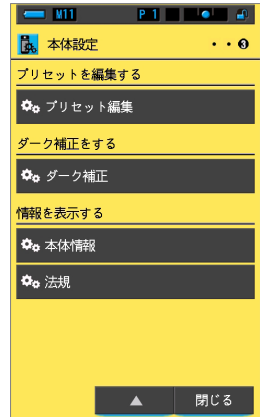 M11 P 1
本体設定 ・・❸
プリセットを編集する
プリセット編集
ダーク補正をする
ダーク補正
情報を表示する
本体情報
法規
▲ 閉じる